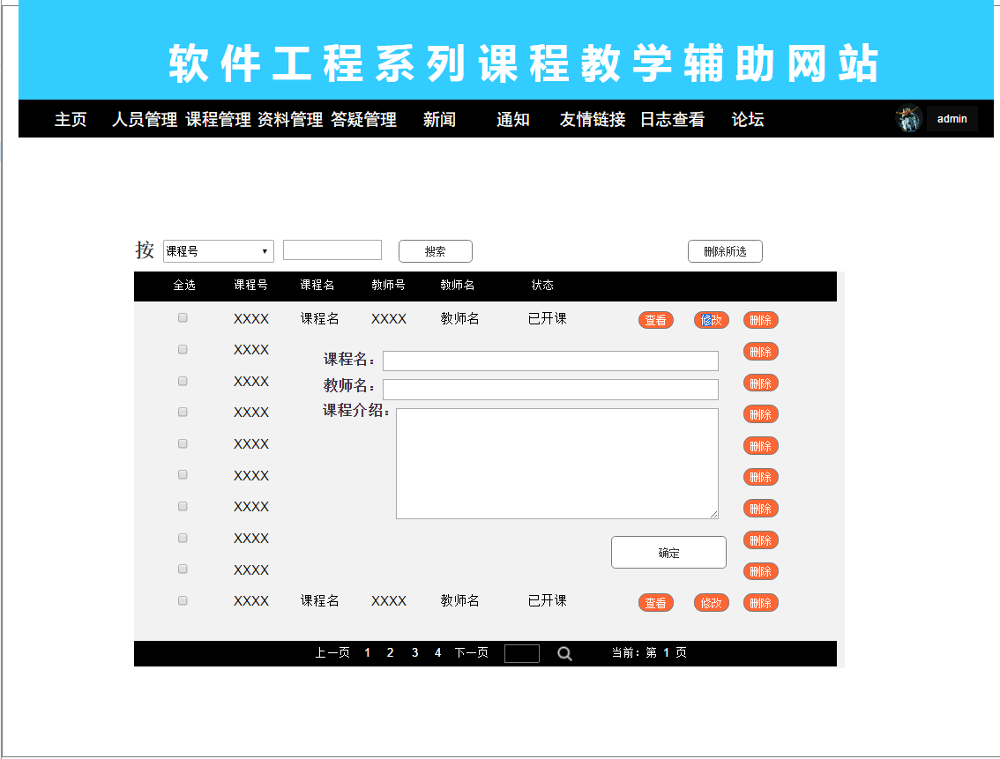 软件工程系列课程教学辅助网站
主页 人员管理 课程管理 资料管理 答疑管理 新闻 通知 友情链接 日志查看 论坛 admin
按 课程号 搜索 删除所选
全选 课程号 课程名 教师号 教师名 状态
XXXX 课程名 XXXX 教师名 已开课 查看 修改 删除
XXXX 删除
课程名：
XXXX 删除
教师名：
课程介绍：
XXXX 删除
XXXX 删除
XXXX 删除
XXXX 删除
XXXX 删除
确定
XXXX 删除
XXXX 课程名 XXXX 教师名 已开课 查看 修改 删除
上一页 1 2 3 4 下一页 当前：第 1 页